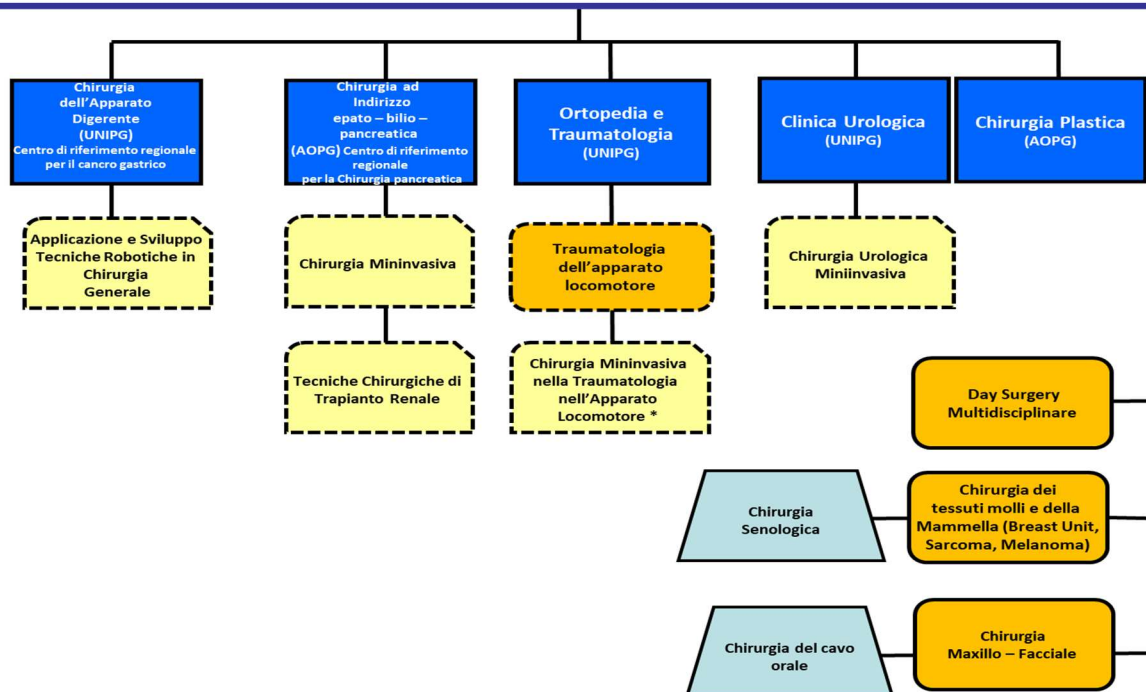 Chirurgia
dell'Apparato
Digerente
(UNIPG)
Centro di riferimento regionale
per il cancro gastrico
Chirurgia ad
Indirizzo
epato – bilio –
pancreatica
(AOPG) Centro di riferimento
regionale
per la Chirurgia pancreatica
Ortopedia e
Traumatologia
(UNIPG)
Clinica Urologica
(UNIPG)
Chirurgia Plastica
(AOPG)
Applicazione e Sviluppo
Tecniche Robotiche in
Chirurgia
Generale
Chirurgia Mininvasiva
Traumatologia
dell'apparato
locomotore
Chirurgia Urologica
Miniinvasiva
Tecniche Chirurgiche di
Trapianto Renale
Chirurgia Mininvasiva
nella Traumatologia
nell'Apparato
Locomotore *
Day Surgery
Multidisciplinare
Chirurgia
Senologica
Chirurgia dei
tessuti molli e della
Mammella (Breast Unit,
Sarcoma, Melanoma)
Chirurgia del cavo
orale
Chirurgia
Maxillo – Facciale